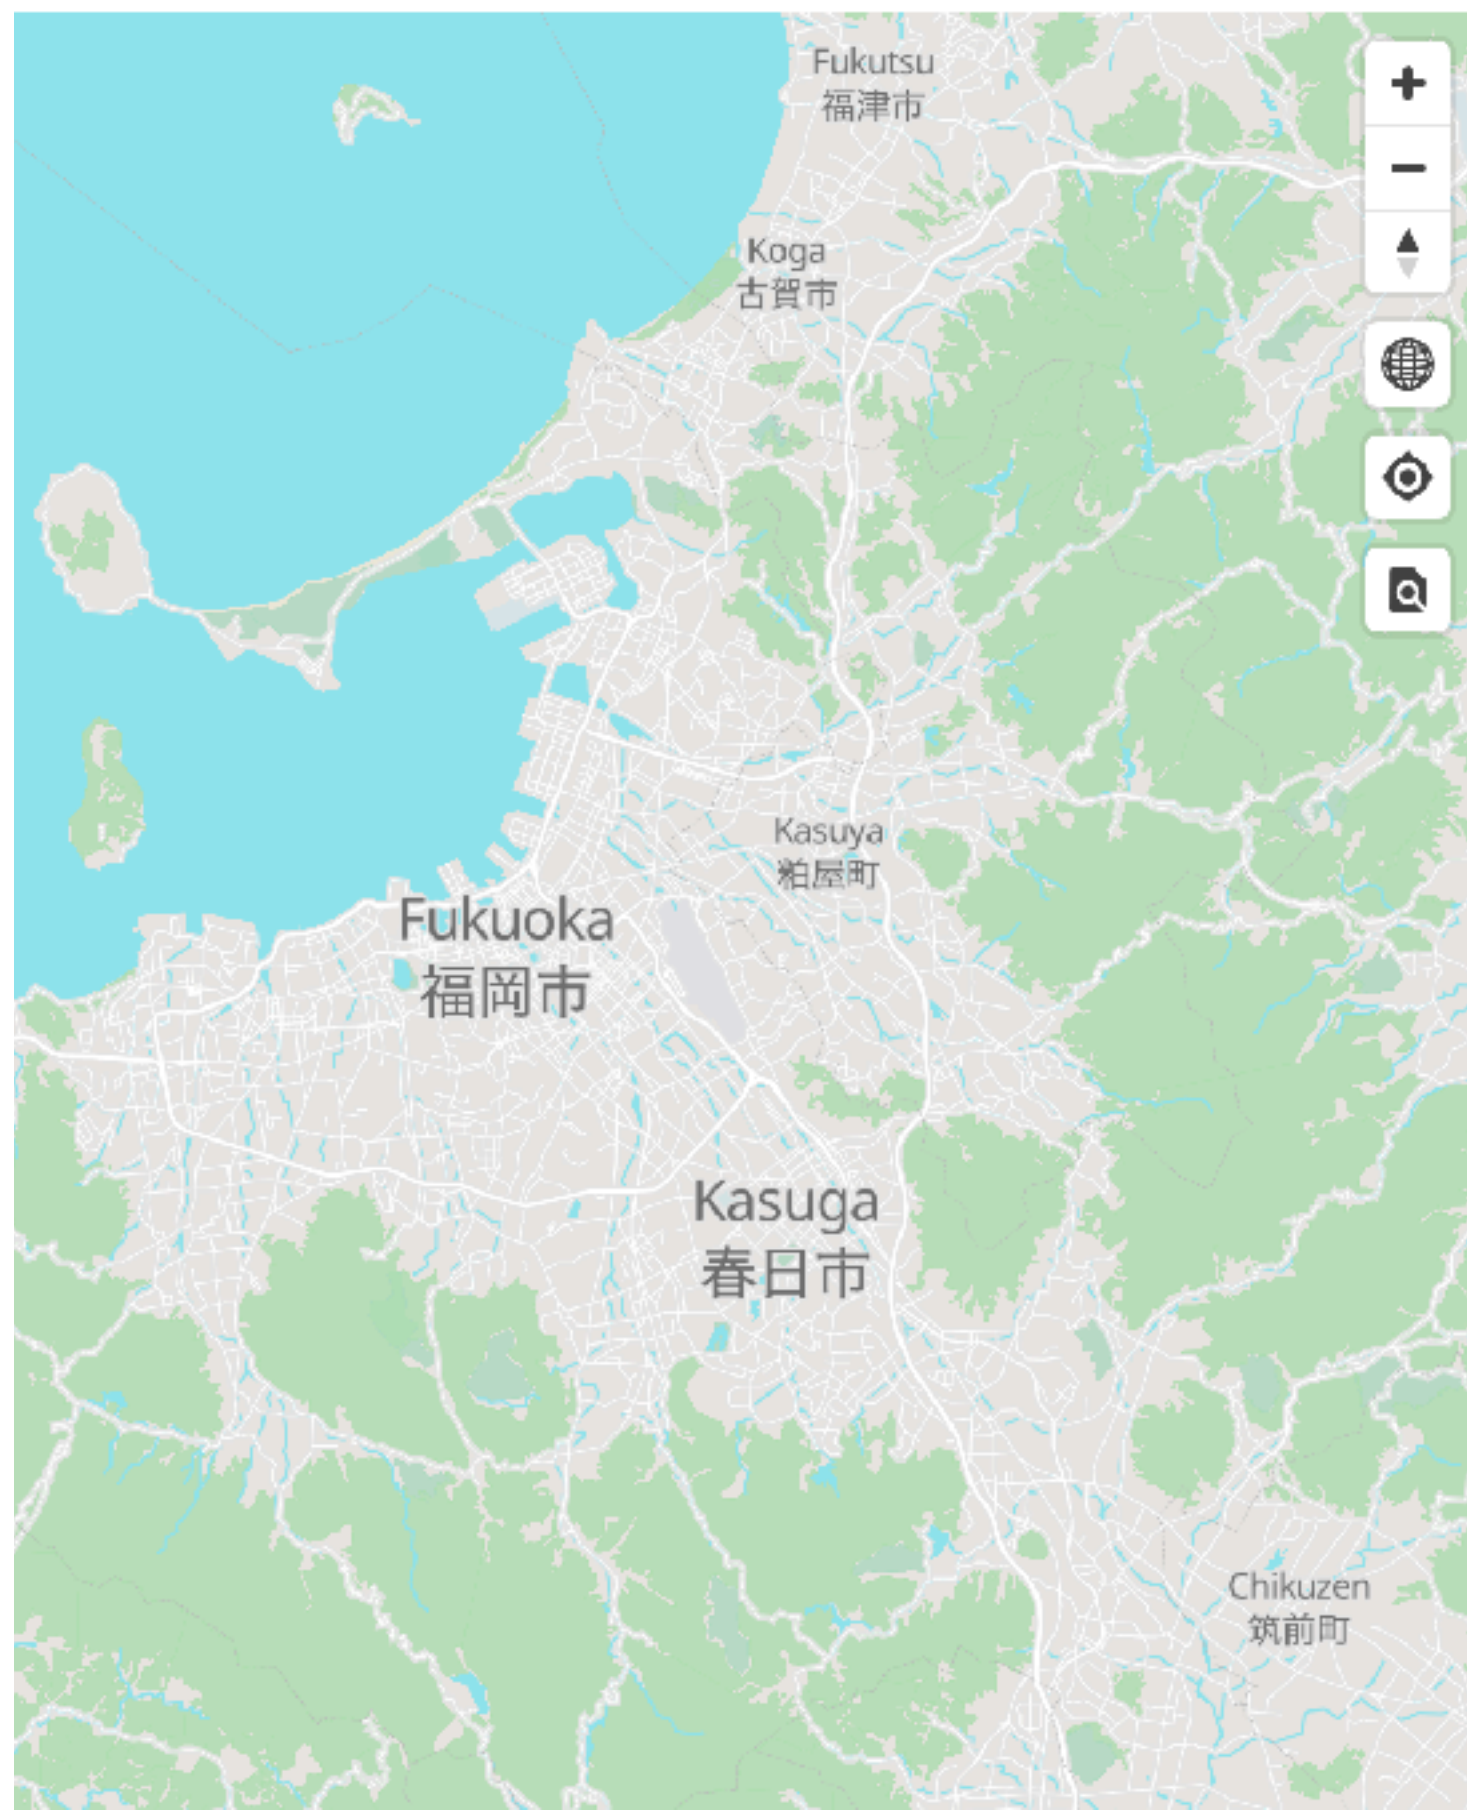 Fukutsu
福津市
Koga
古賀市
Kasuya
粕屋町
Fukuoka
福岡市
Kasuga
春日市
Chikuzen
筑前町